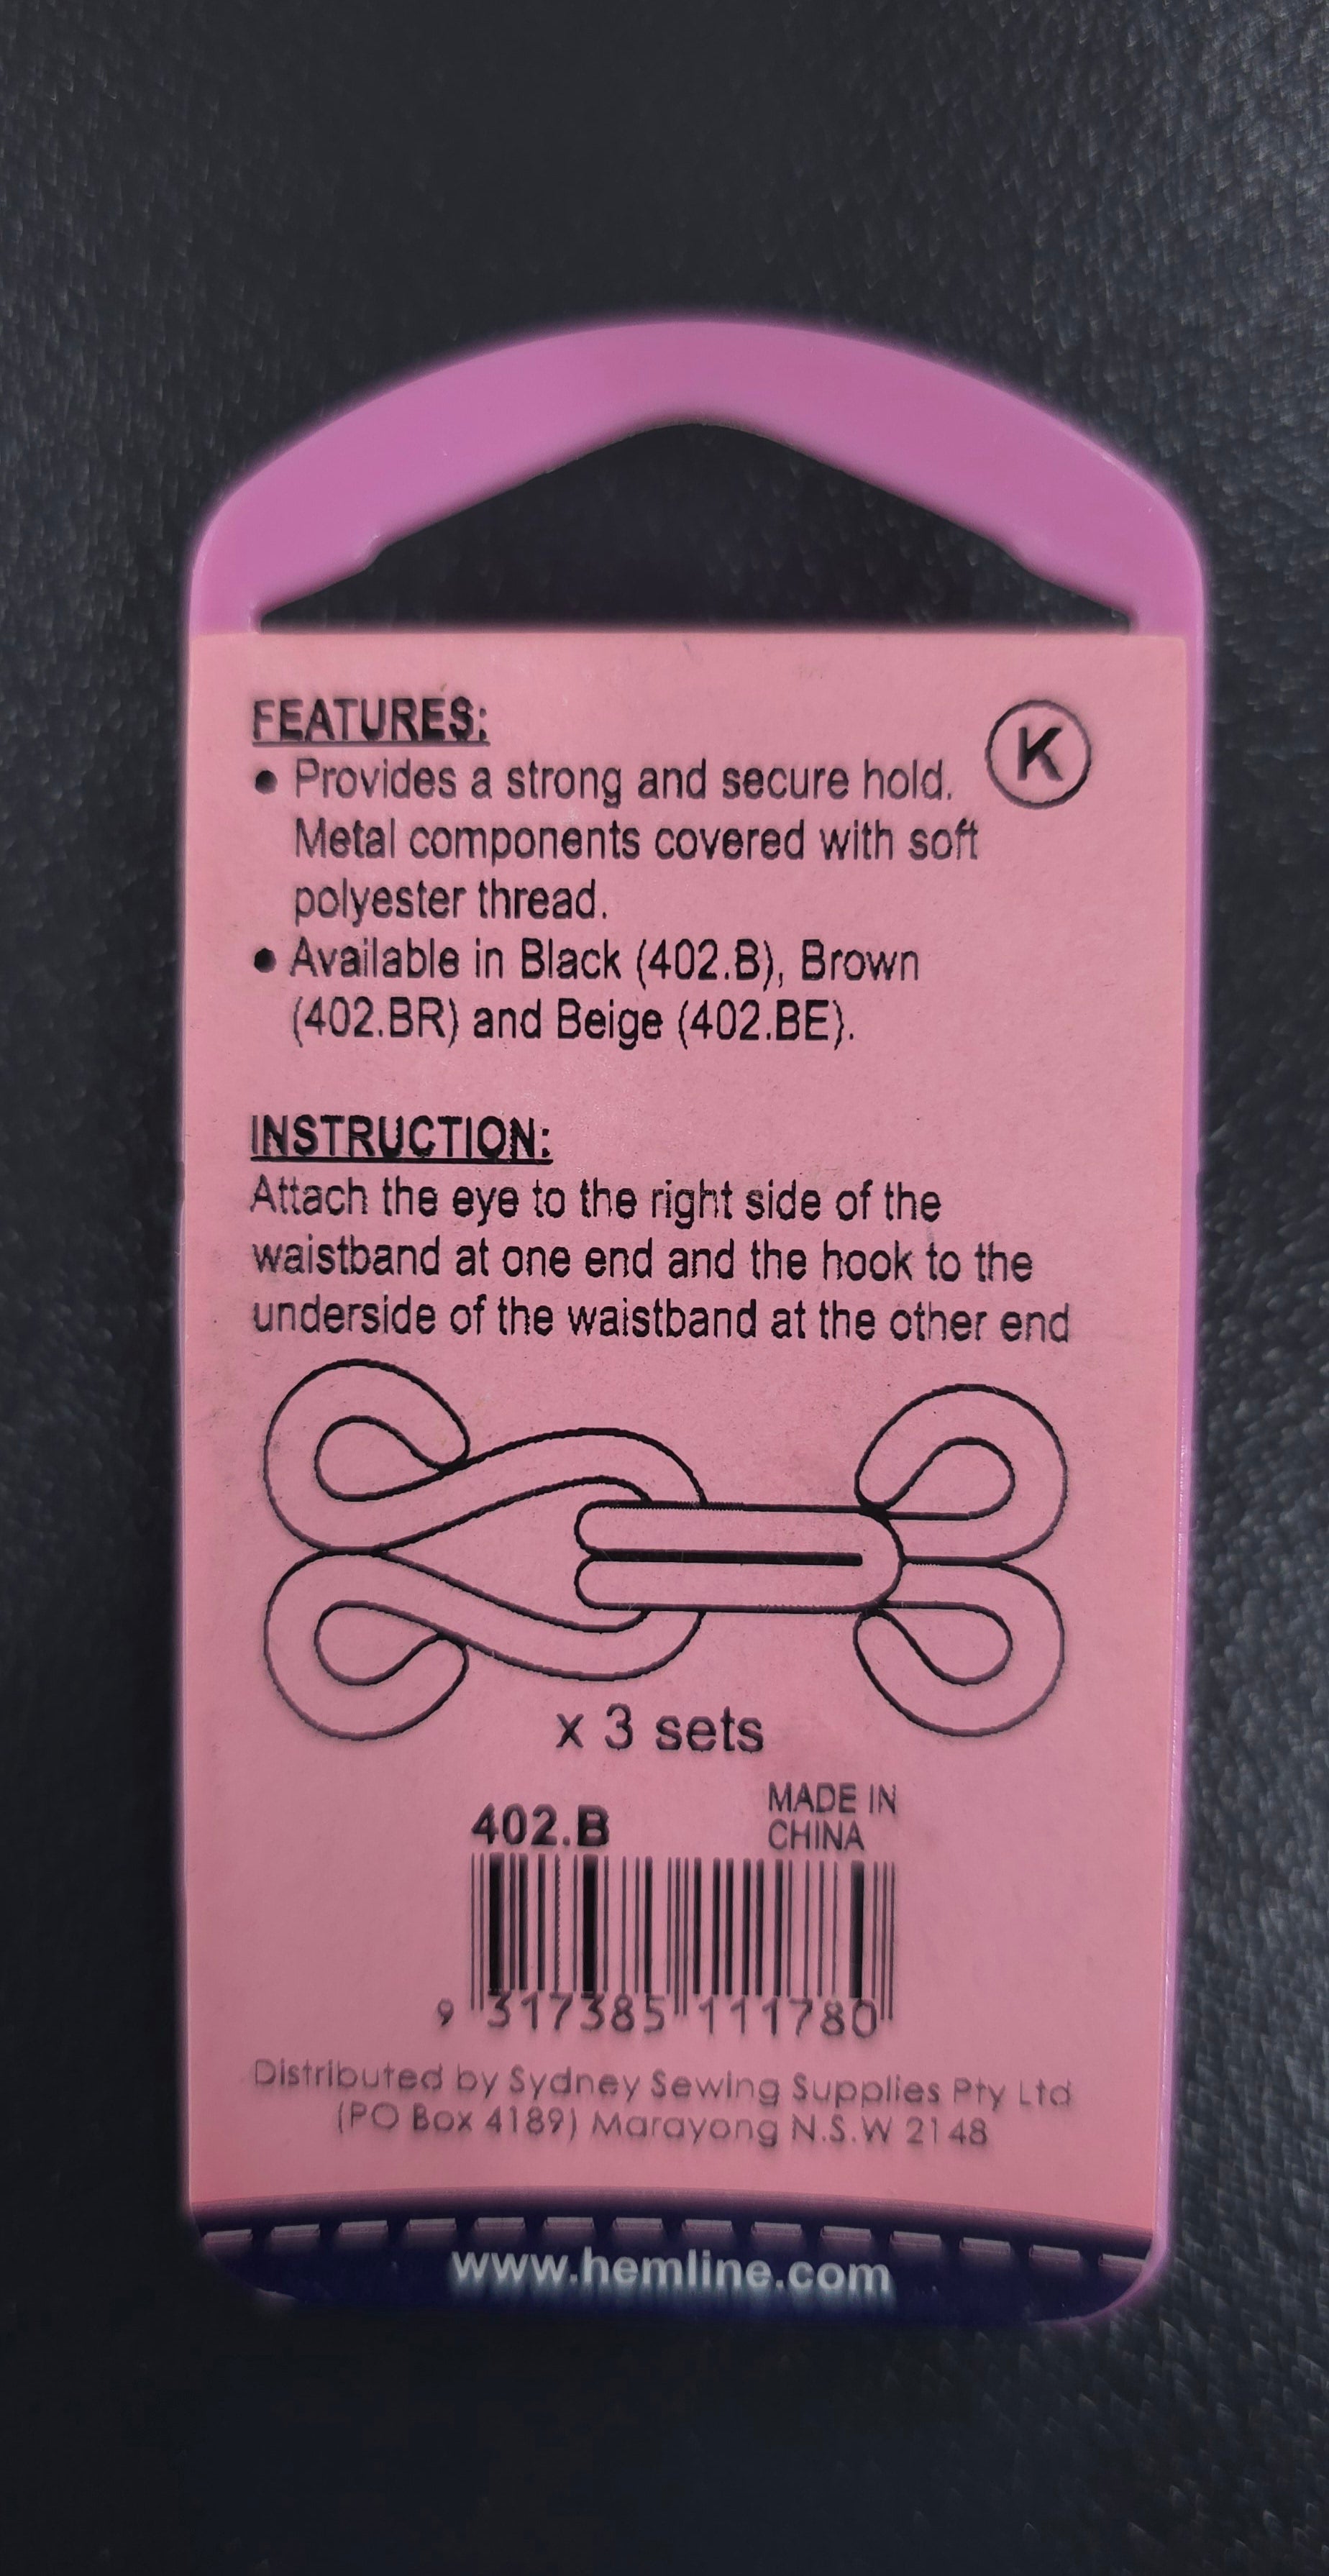 FEATURES:
K
• Provides a strong and secure hold.
Metal components covered with soft
polyester thread.
• Available in Black (402.B), Brown
(402.BR) and Beige (402.BE).
INSTRUCTION:
Attach the eye to the right side of the
waistband at one end and the hook to the
underside of the waistband at the other end
x 3 sets
402.B
MADE IN
CHINA
9 317385 111780
Distributed by Sydney Sewing Supplies Pty Ltd
(PO Box 4189) Marayong N.S.W 2148
www.hemline.com